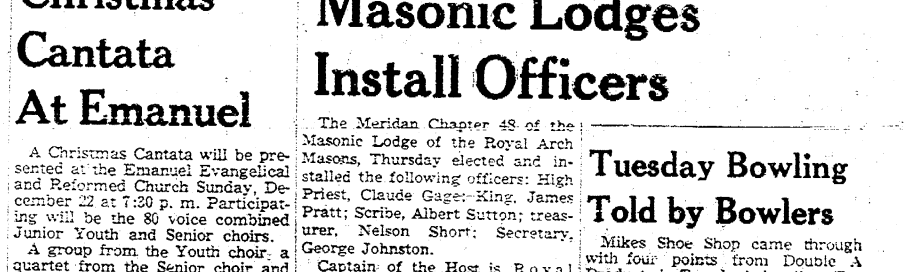 Christmas
Cantata
At Emanuel
A Christmas Cantata will be pre-
sented at the Emanuel Evangelical
and Reformed Church Sunday, De-
cember 22 at 7:30 p. m. Participat-
ing will be the 80 voice combined
Junior Youth and Senior choirs.
A group from the Youth choir, a
quartet from the Senior choir and
Masonic Lodges
Install Officers
The Meridan Chapter 48 of the
Masonic Lodge of the Royal Arch
Masons, Thursday elected and in-
stalled the following officers: High
Priest, Claude Gage; King, James
Pratt; Scribe, Albert Sutton; treas-
urer, Nelson Short; Secretary,
George Johnston.
Captain of the Host is Royal
Tuesday Bowling
Told by Bowlers
Mikes Shoe Shop came through
with four points from Double A